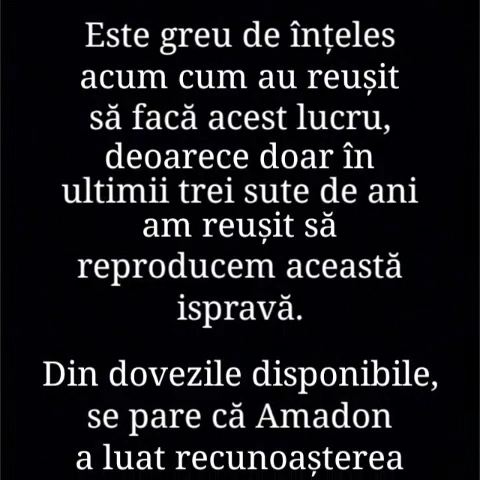 Este greu de înțeles
acum cum au reușit
să facă acest lucru,
deoarece doar în
ultimii trei sute de ani
am reușit să
reproducem această
ispravă.
Din dovezile disponibile,
se pare că Amadon
a luat recunoașterea